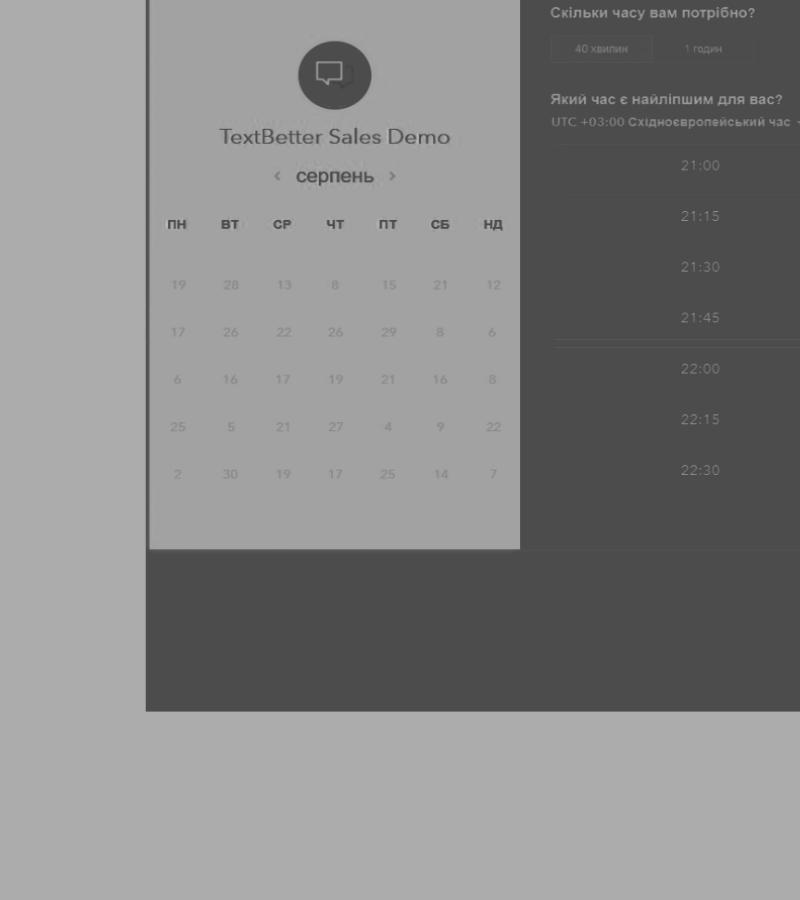 TextBetter Sales Demo
‹ серпень ›
ПН ВТ СР ЧТ ПТ СБ НД
19 28 13 8 15 21 12
17 26 22 26 29 8 6
6 16 17 19 21 16 8
25 5 21 27 4 9 22
2 30 19 17 25 14 7
Скільки часу вам потрібно?
40 хвилин 1 годин
Який час є найліпшим для вас?
UTC +03:00 Східноєвропейський час
21:00
21:15
21:30
21:45
22:00
22:15
22:30